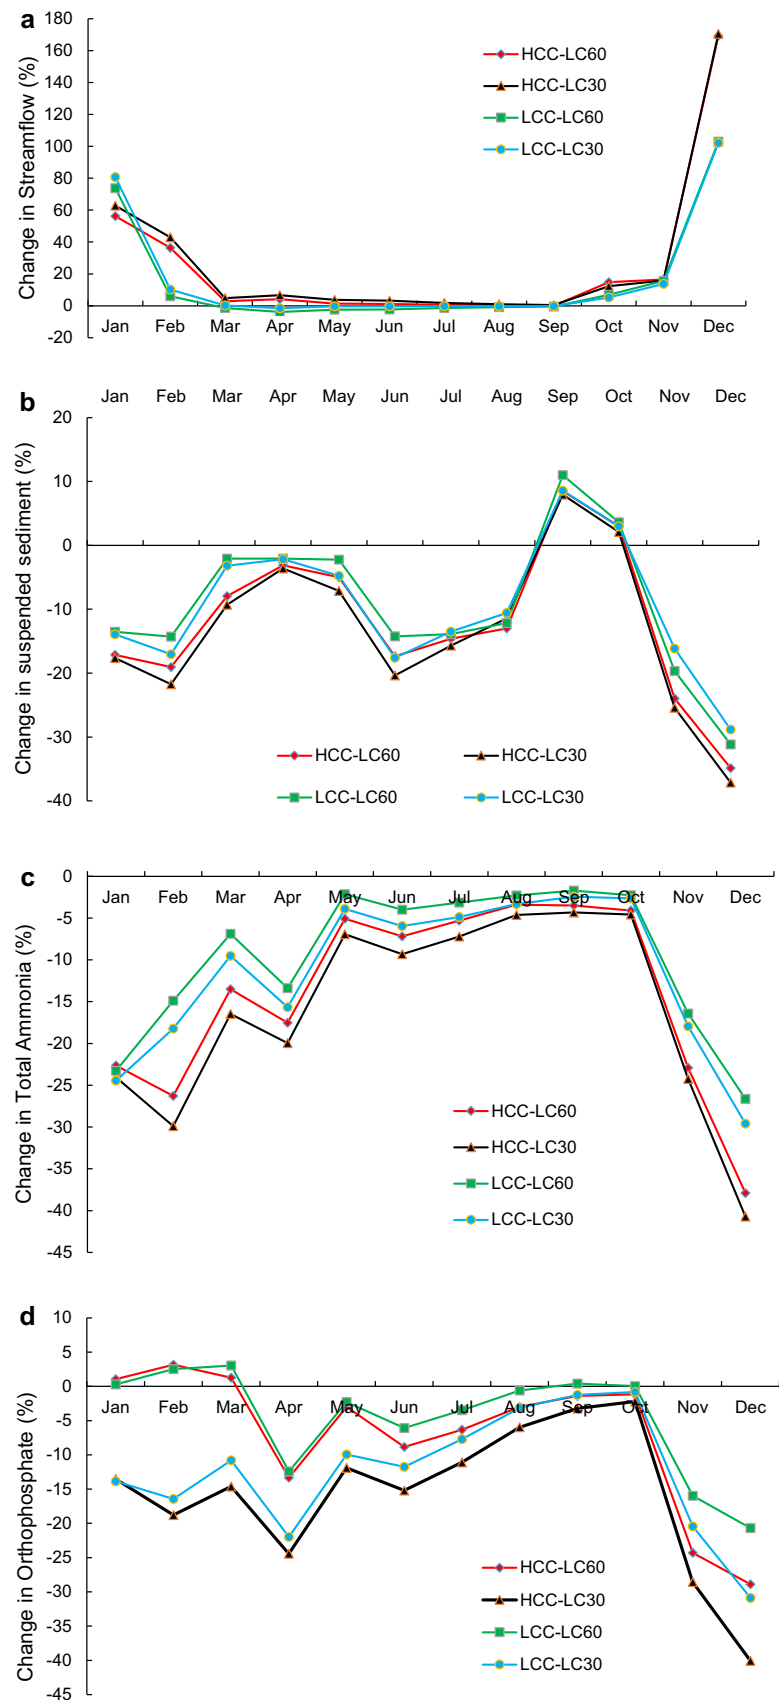 a
Change in Streamflow (%)
180
160
140
120
100
80
60
40
20
0
-20
HCC-LC60
HCC-LC30
LCC-LC60
LCC-LC30
Jan Feb Mar Apr May Jun Jul Aug Sep Oct Nov Dec
b
Change in suspended sediment (%)
Jan Feb Mar Apr May Jun Jul Aug Sep Oct Nov Dec
20
10
0
-10
-20
-30
-40
HCC-LC60 HCC-LC30
LCC-LC60 LCC-LC30
c
Change in Total Ammonia (%)
0
-5
-10
-15
-20
-25
-30
-35
-40
-45
Jan Feb Mar Apr May Jun Jul Aug Sep Oct Nov Dec
HCC-LC60
HCC-LC30
LCC-LC60
LCC-LC30
d
Change in Orthophosphate (%)
10
5
0
-5
-10
-15
-20
-25
-30
-35
-40
-45
Jan Feb Mar Apr May Jun Jul Aug Sep Oct Nov Dec
HCC-LC60
HCC-LC30
LCC-LC60
LCC-LC30